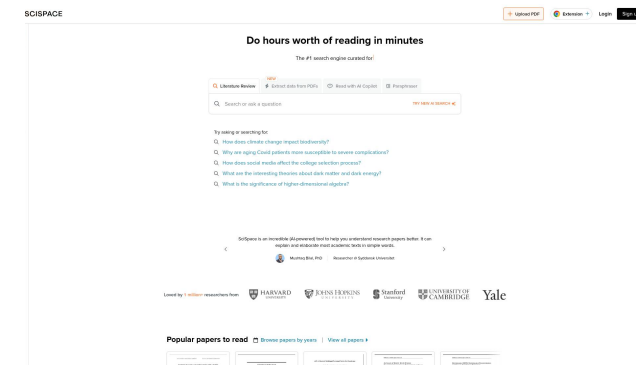 SCISPACE
Upload PDF
Extension
Login
Sign u
Do hours worth of reading in minutes
The #1 search engine curated for
NEW
Literature Review
Extract data from PDFs
Read with AI Copilot
Paraphraser
Search or ask a question
TRY NEW AI SEARCH
Try asking or searching for:
How does climate change impact biodiversity?
Why are aging Covid patients more susceptible to severe complications?
How does social media affect the college selection process?
What are the interesting theories about dark matter and dark energy?
What is the significance of higher-dimensional algebra?
SciSpace is an incredible (AI-powered) tool to help you understand research papers better. It can
explain and elaborate most academic texts in simple words.
Mushtaq Bilal, PhD
Researcher @ Syddansk Universitet
Loved by 1 million+ researchers from
HARVARD
UNIVERSITY
JOHNS HOPKINS
UNIVERSITY
Stanford
University
UNIVERSITY OF
CAMBRIDGE
Yale
Popular papers to read
Browse papers by years | View all papers